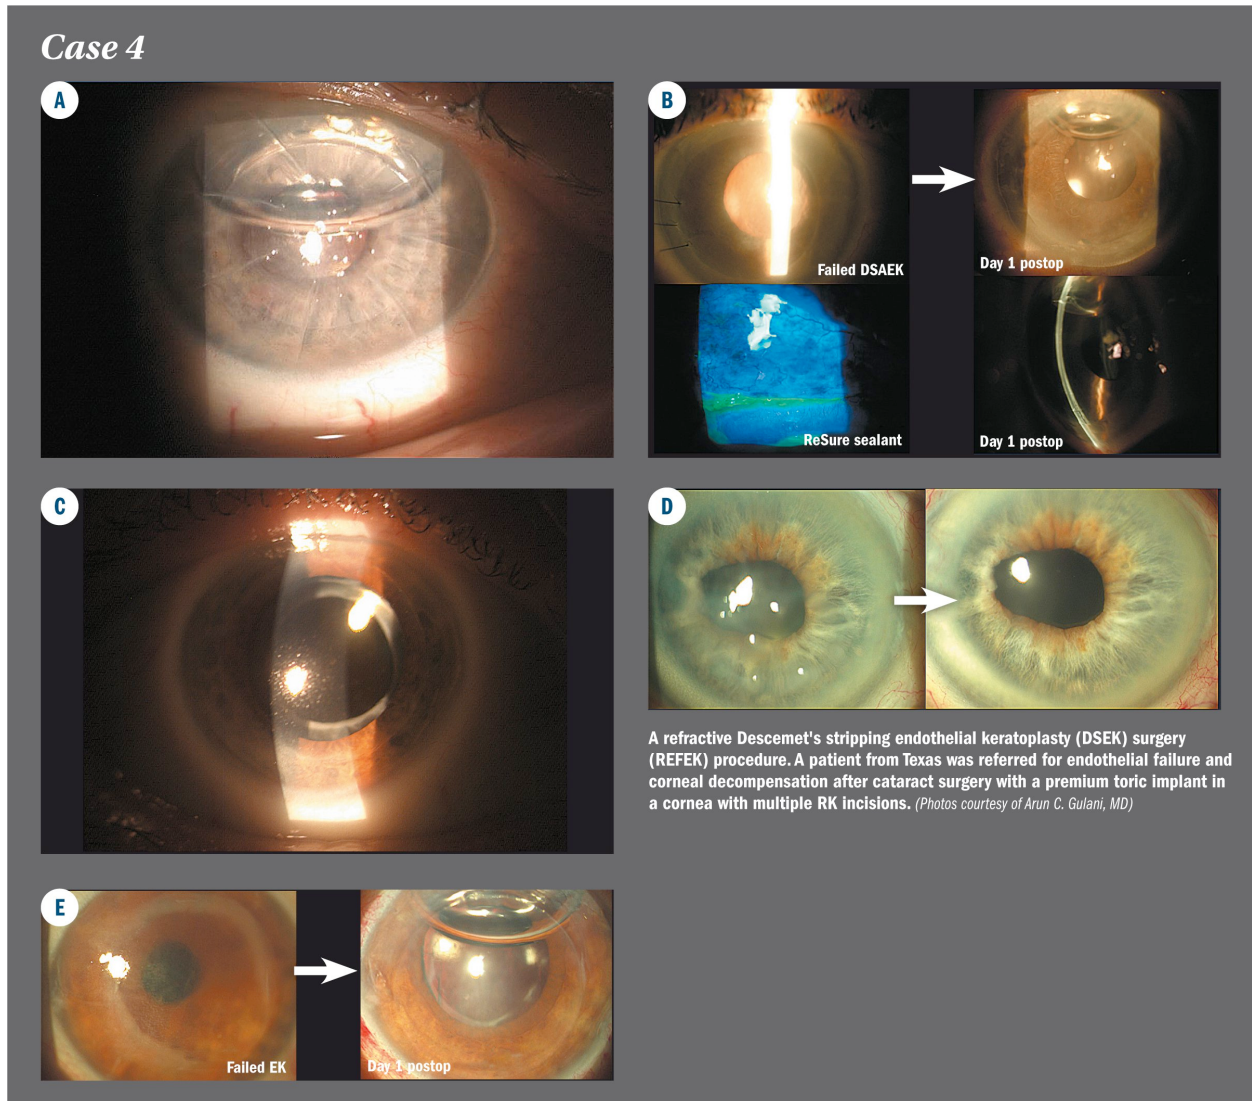 Case 4
A
B
Failed DSAEK
Day 1 postop
ReSure sealant
Day 1 postop
C
D
A refractive Descemet's stripping endothelial keratoplasty (DSEK) surgery
(REFEK) procedure. A patient from Texas was referred for endothelial failure and
corneal decompensation after cataract surgery with a premium toric implant in
a cornea with multiple RK incisions. (Photos courtesy of Arun C. Gulani, MD)
E
Failed EK
Day 1 postop